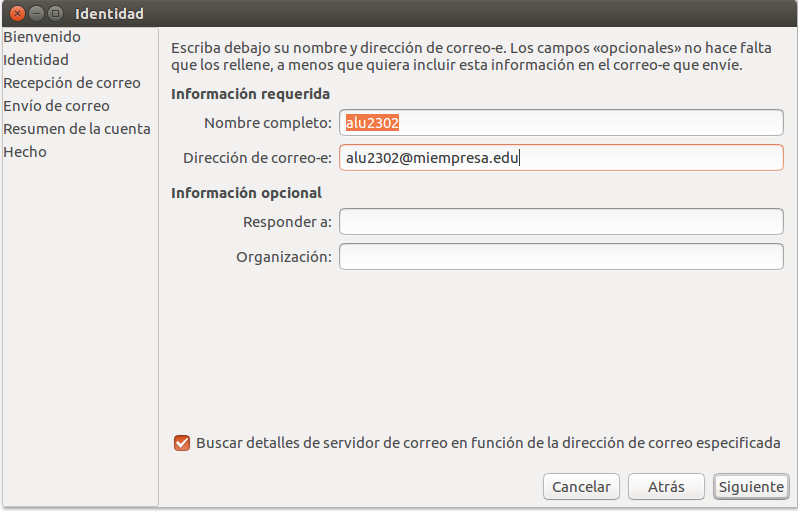 Identidad
Bienvenido
Identidad
Recepción de correo
Envío de correo
Resumen de la cuenta
Hecho
Escriba debajo su nombre y dirección de correo-e. Los campos «opcionales» no hace falta
que los rellene, a menos que quiera incluir esta información en el correo-e que envíe.
Información requerida
Nombre completo: alu2302
Dirección de correo-e: alu2302@miempresa.edu
Información opcional
Responder a:
Organización:
Buscar detalles de servidor de correo en función de la dirección de correo especificada
Cancelar Atrás Siguiente